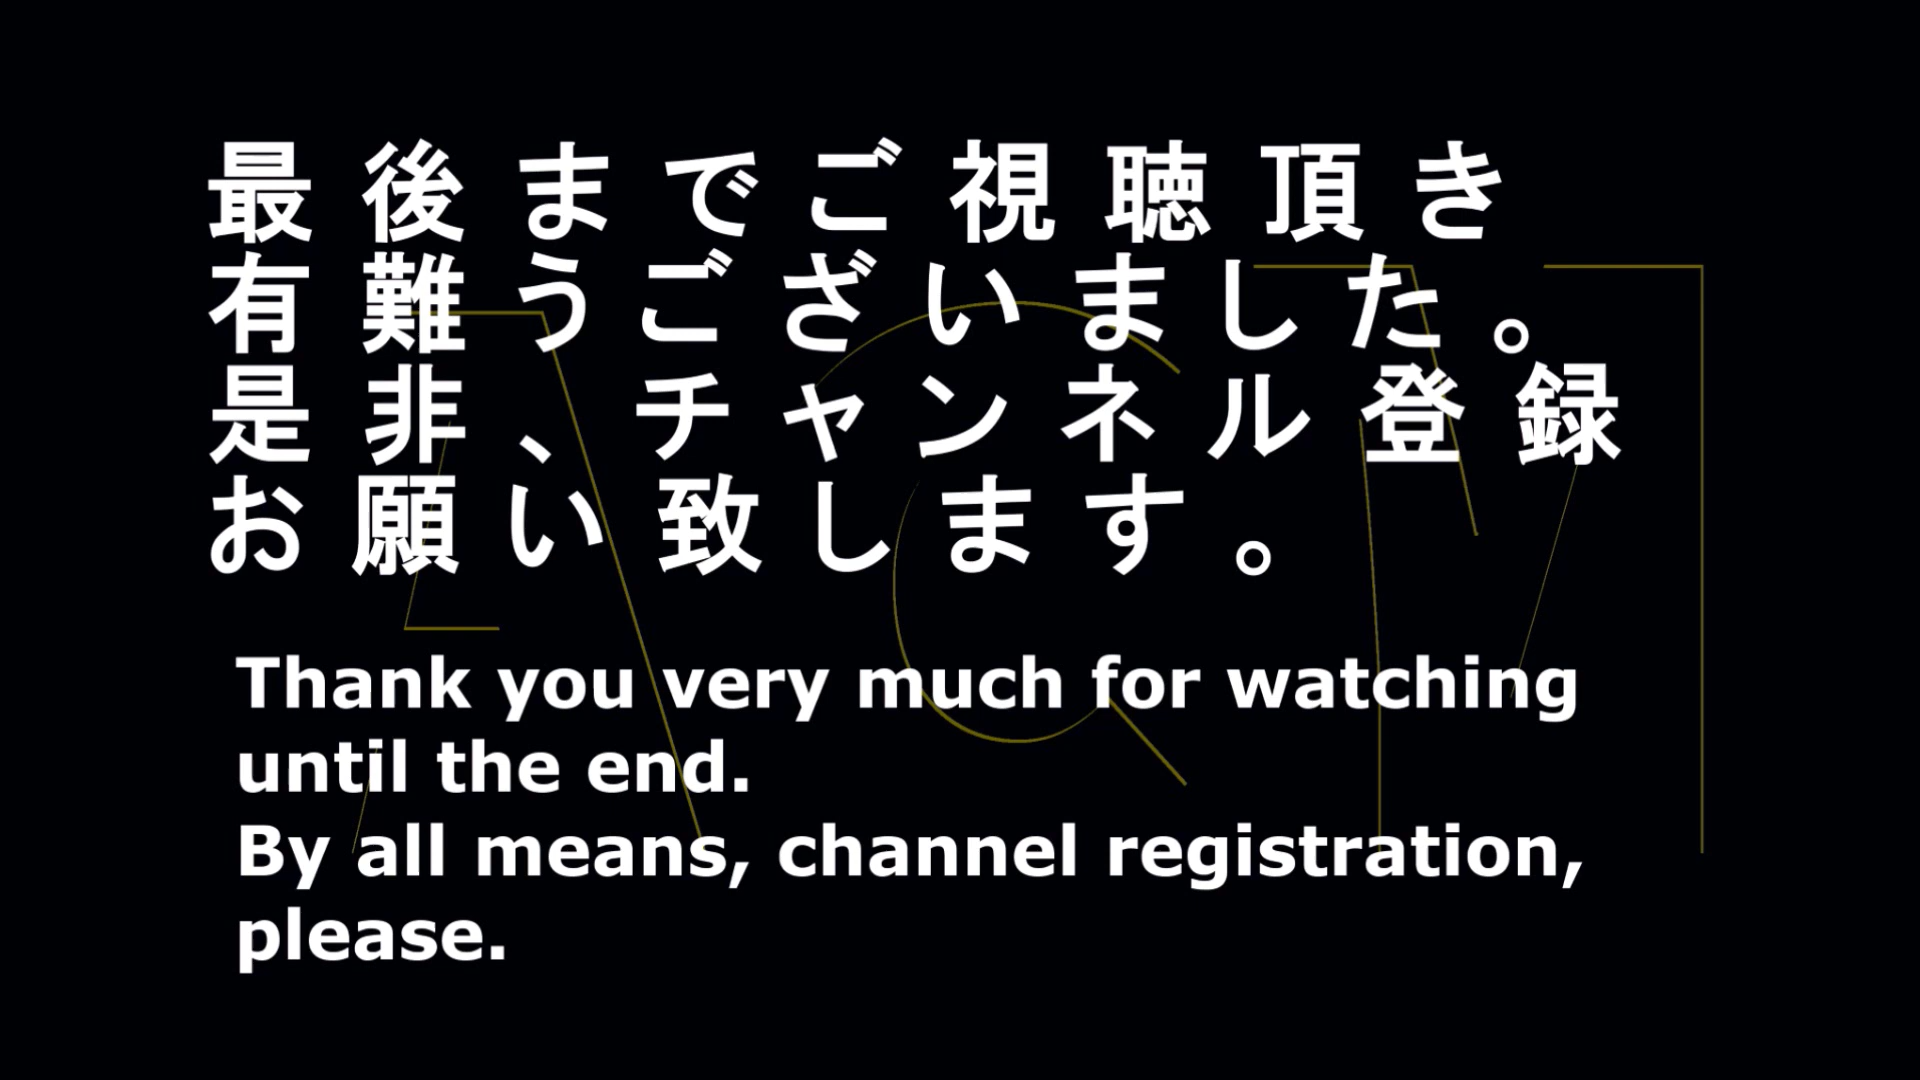 最後までご視聴頂き
有難うございました。
是非、チャンネル登録
お願い致します。
Thank you very much for watching
until the end.
By all means, channel registration,
please.